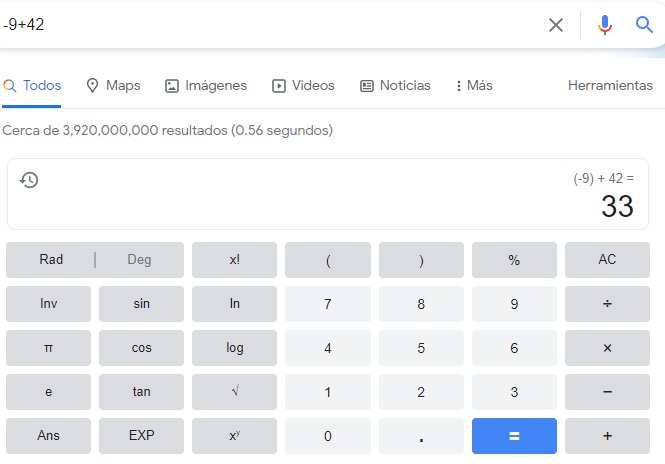 -9+42
Todos Maps Imágenes Videos Noticias Más Herramientas
Cerca de 3,920,000,000 resultados (0.56 segundos)
(-9) + 42 =
33
Rad | Deg x! ( ) % AC
Inv sin ln 7 8 9 ÷
π cos log 4 5 6 ×
e tan √ 1 2 3 −
Ans EXP xʸ 0 . = +